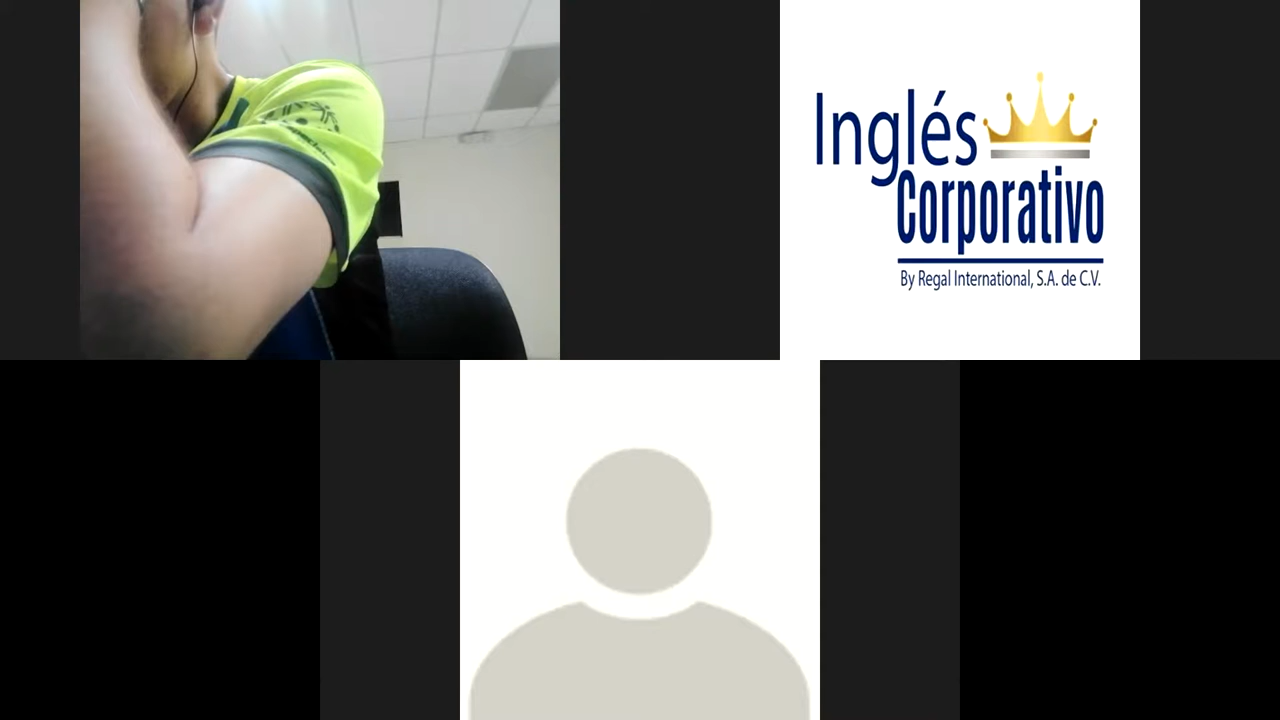 Inglés
Corporativo
By Regal International, S.A. de C.V.